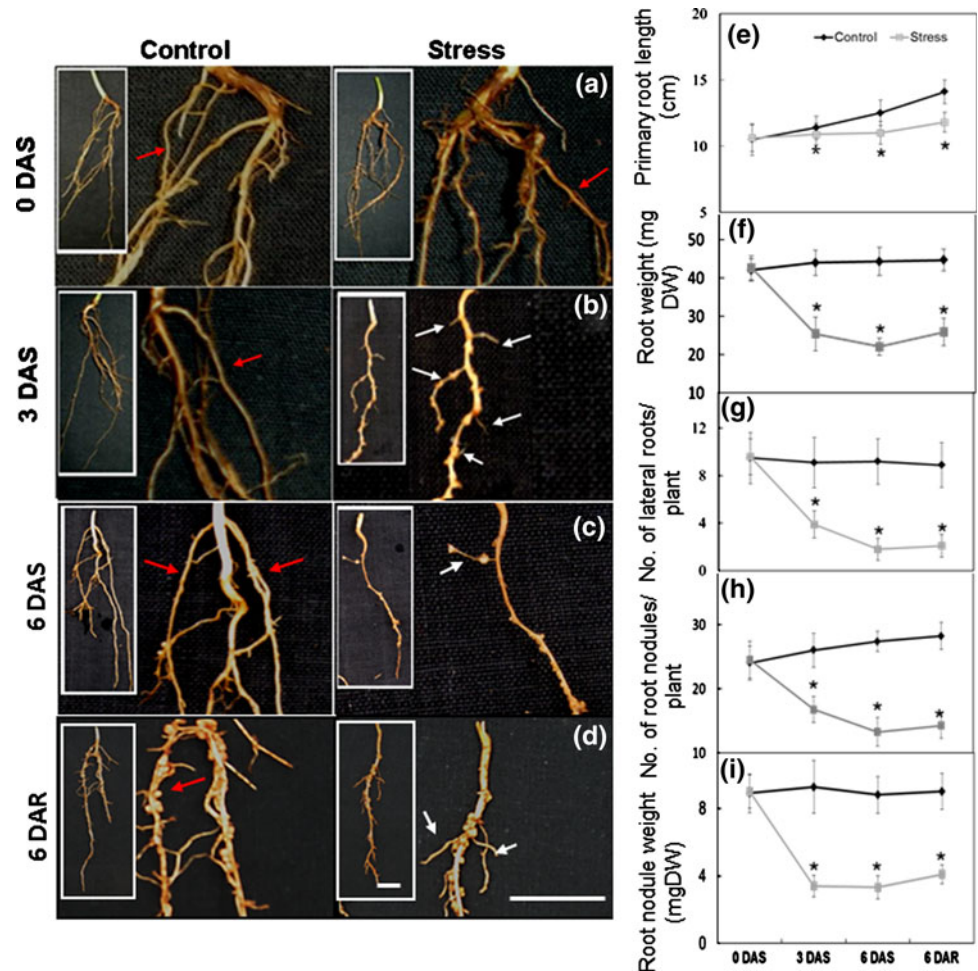 Control Stress
0 DAS
(a)
3 DAS
(b)
6 DAS
(c)
6 DAR
(d)
(e)
Control Stress
Primary root length
(cm)
20
15
10
5
(f)
Root weight (mg
DW)
50
40
30
20
10
(g)
No. of lateral roots/
plant
12
8
4
0
(h)
No. of root nodules/
plant
30
20
10
(i)
Root nodule weight
(mgDW)
8
4
0
0 DAS 3 DAS 6 DAS 6 DAR